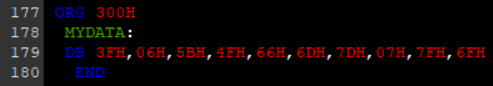 177 ORG 300H
178 MYDATA:
179 DB 3FH,06H,5BH,4FH,66H,6DH,7DH,07H,7FH,6FH
180 END